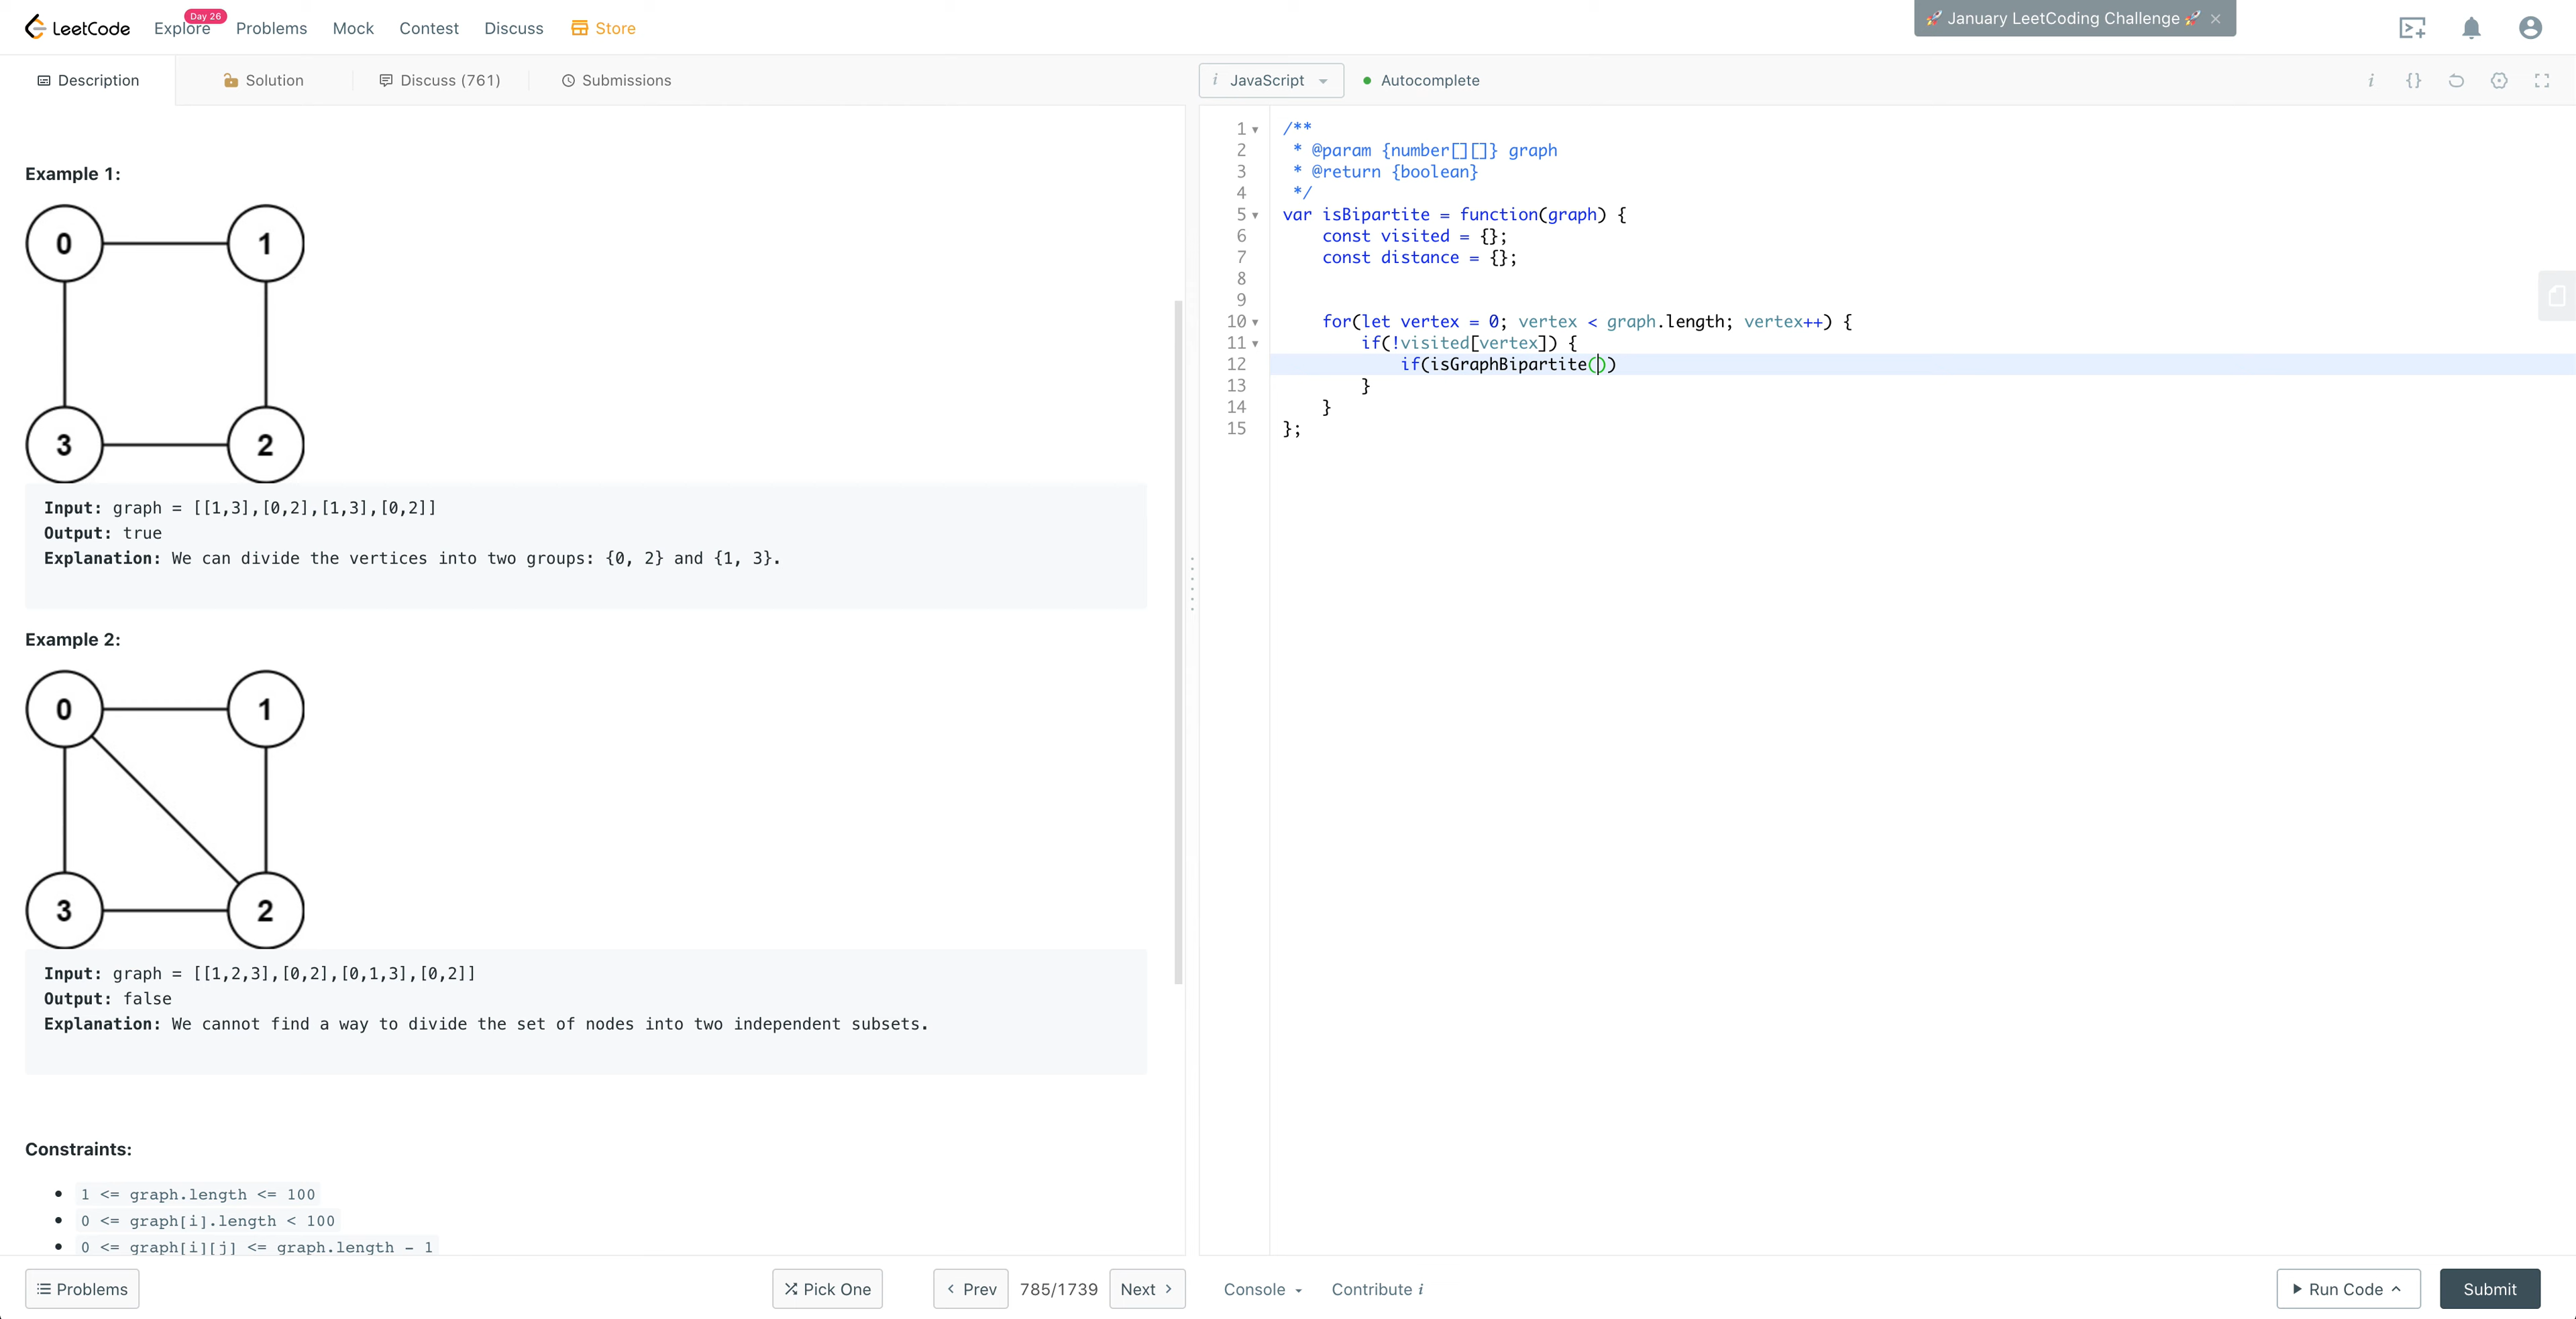 LeetCode
Explore
Day 26
Problems
Mock
Contest
Discuss
Store
🚀 January LeetCoding Challenge 🚀 ×
Description
Solution
Discuss (761)
Submissions
i JavaScript
Autocomplete
i {}
Example 1:
0 1
3 2
Input: graph = [[1,3],[0,2],[1,3],[0,2]]
Output: true
Explanation: We can divide the vertices into two groups: {0, 2} and {1, 3}.
Example 2:
0 1
3 2
Input: graph = [[1,2,3],[0,2],[0,1,3],[0,2]]
Output: false
Explanation: We cannot find a way to divide the set of nodes into two independent subsets.
Constraints:
• 1 <= graph.length <= 100
• 0 <= graph[i].length < 100
• 0 <= graph[i][j] <= graph.length - 1
1 /**
2  * @param {number[][]} graph
3  * @return {boolean}
4  */
5 var isBipartite = function(graph) {
6     const visited = {};
7     const distance = {};
8
9
10     for(let vertex = 0; vertex < graph.length; vertex++) {
11         if(!visited[vertex]) {
12             if(isGraphBipartite())
13         }
14     }
15 };
Problems
Pick One
< Prev
785/1739
Next >
Console
Contribute i
Run Code
Submit